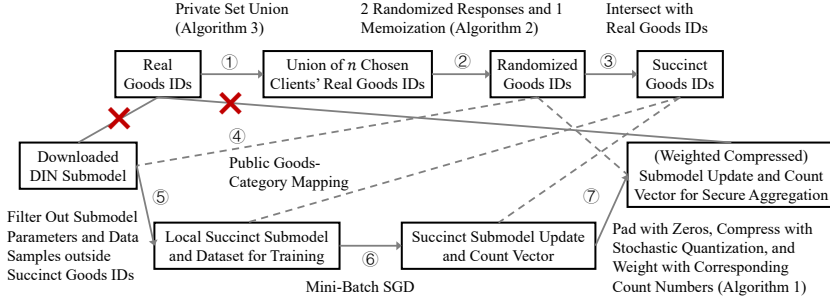 Private Set Union
(Algorithm 3)
2 Randomized Responses and 1
Memoization (Algorithm 2)
Intersect with
Real Goods IDs
Real
Goods IDs
①
Union of n Chosen
Clients' Real Goods IDs
②
Randomized
Goods IDs
③
Succinct
Goods IDs
④
Downloaded
DIN Submodel
Public Goods-
Category Mapping
(Weighted Compressed)
Submodel Update and Count
Vector for Secure Aggregation
⑤
⑦
Filter Out Submodel
Parameters and Data
Samples outside
Succinct Goods IDs
Local Succinct Submodel
and Dataset for Training
⑥
Succinct Submodel Update
and Count Vector
Pad with Zeros, Compress with
Stochastic Quantization, and
Weight with Corresponding
Count Numbers (Algorithm 1)
Mini-Batch SGD